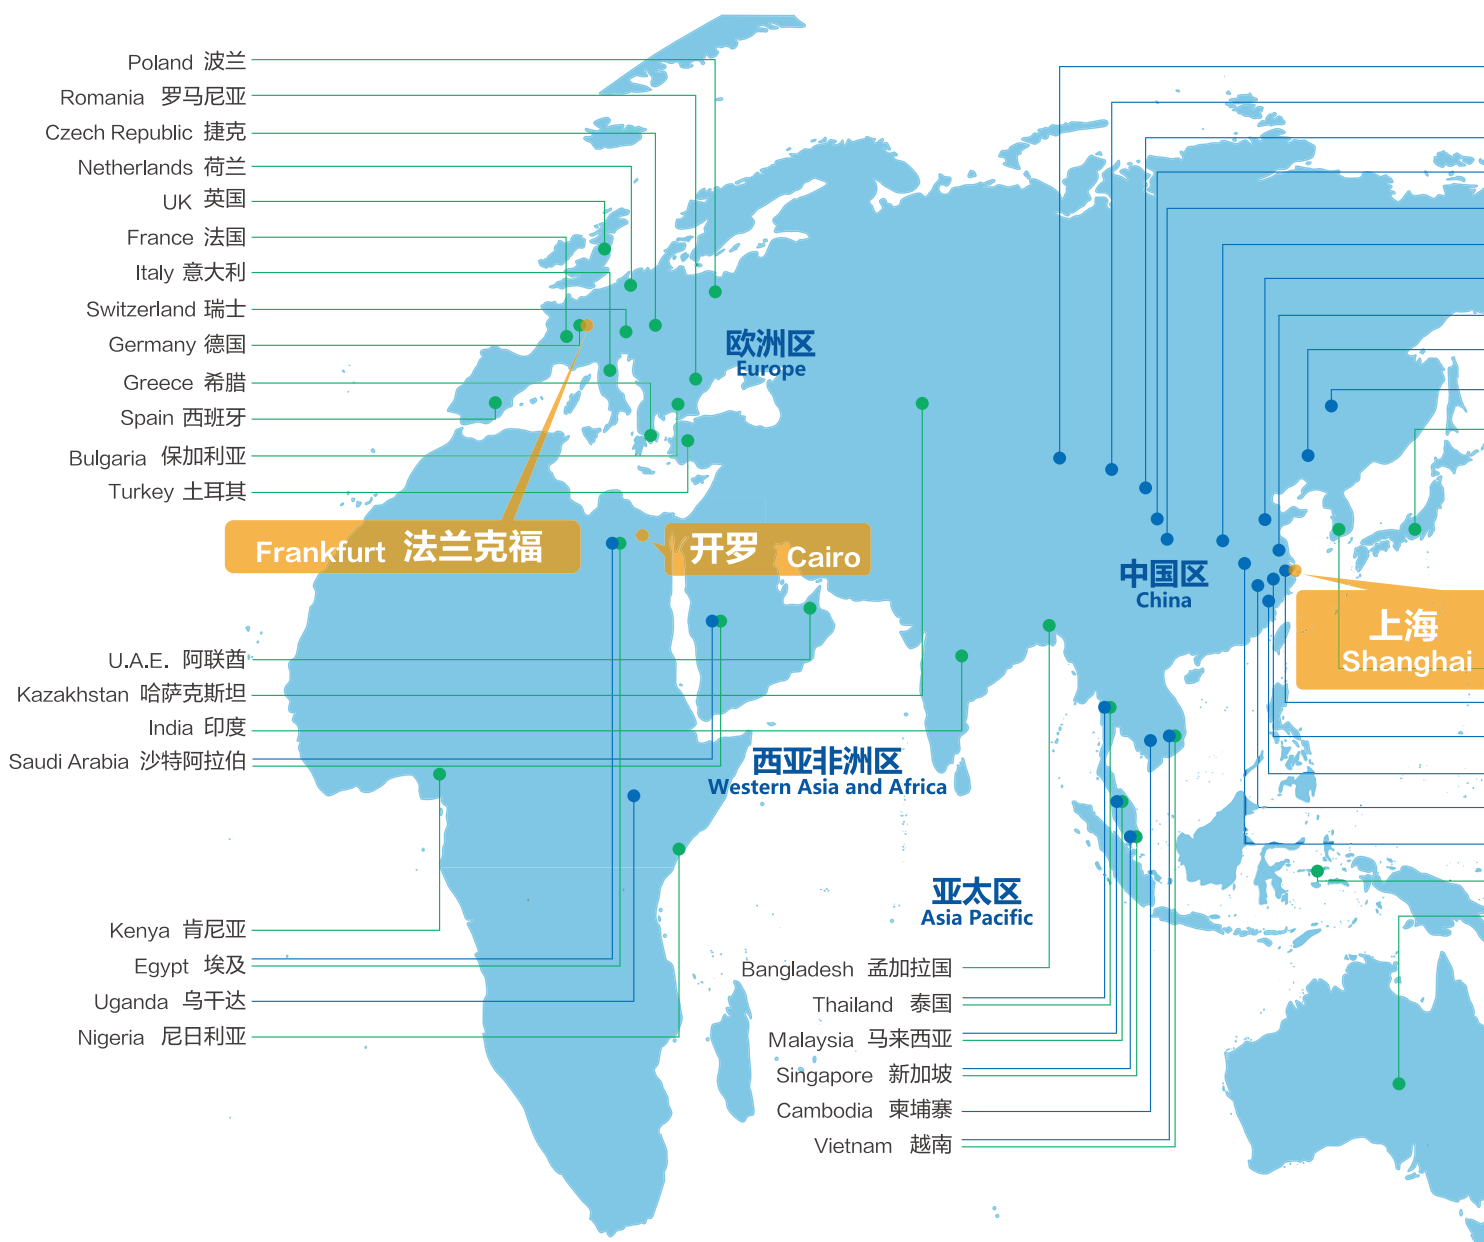 Poland 波兰
Romania 罗马尼亚
Czech Republic 捷克
Netherlands 荷兰
UK 英国
France 法国
Italy 意大利
Switzerland 瑞士
Germany 德国
Greece 希腊
Spain 西班牙
Bulgaria 保加利亚
Turkey 土耳其
欧洲区
Europe
Frankfurt 法兰克福
开罗 Cairo
中国区
China
上海
Shanghai
U.A.E. 阿联酋
Kazakhstan 哈萨克斯坦
India 印度
Saudi Arabia 沙特阿拉伯
西亚非洲区
Western Asia and Africa
亚太区
Asia Pacific
Kenya 肯尼亚
Egypt 埃及
Uganda 乌干达
Nigeria 尼日利亚
Bangladesh 孟加拉国
Thailand 泰国
Malaysia 马来西亚
Singapore 新加坡
Cambodia 柬埔寨
Vietnam 越南